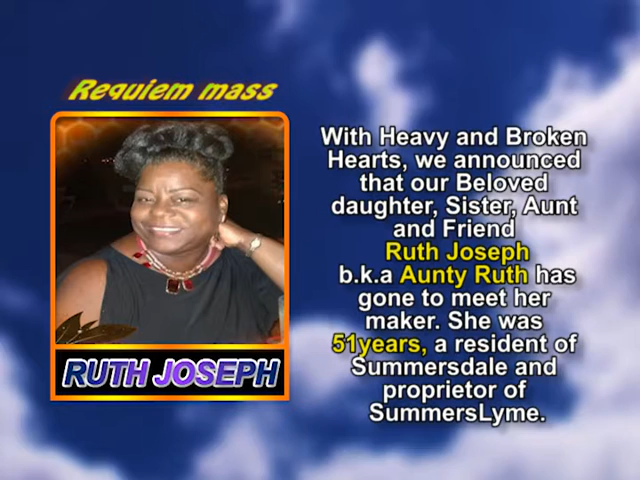 Requiem mass
RUTH JOSEPH
With Heavy and Broken
Hearts, we announced
that our Beloved
daughter, Sister, Aunt
and Friend
Ruth Joseph
b.k.a Aunty Ruth has
gone to meet her
maker. She was
51years, a resident of
Summersdale and
proprietor of
SummersLyme.